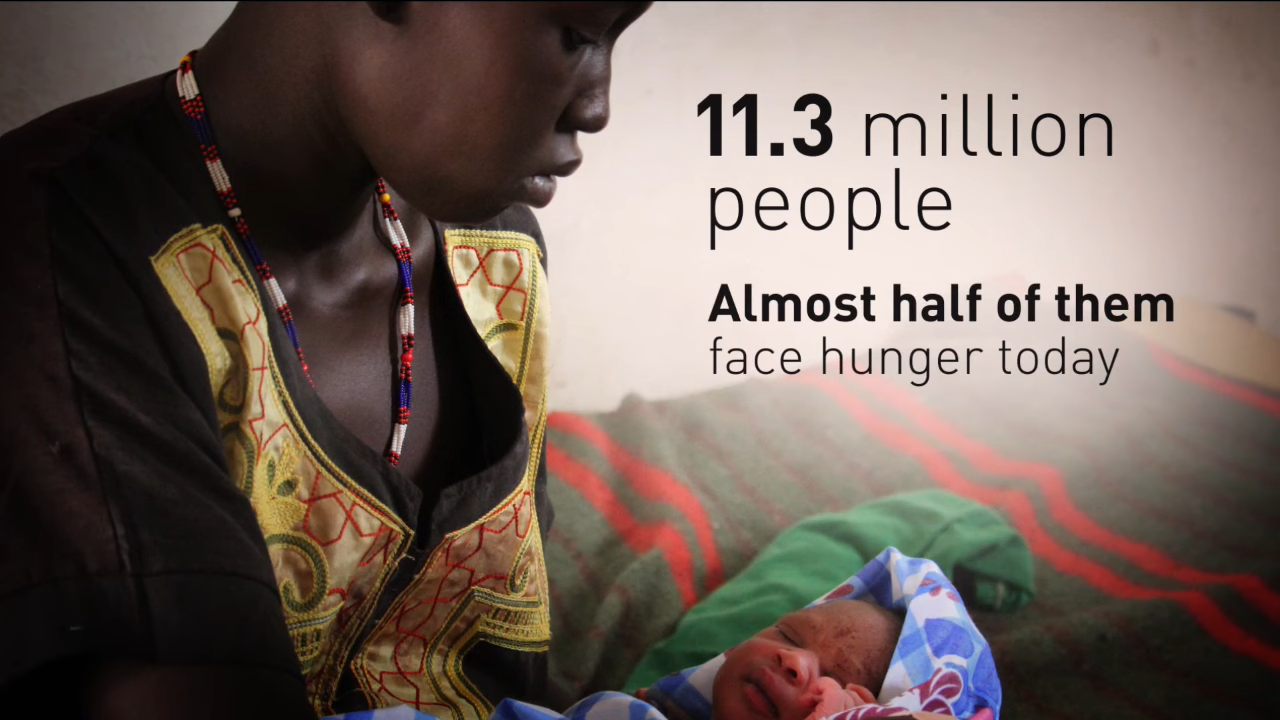 11.3 million
people
Almost half of them
face hunger today